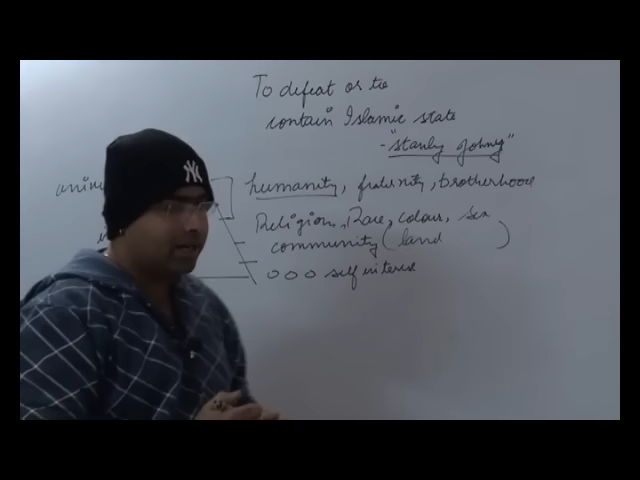 To defeat or to
contain Islamic state
- "stanly Johny"
humanity, fraternity, brotherhood
Religion, Race, colour, sex
community (land )
000 self interest
NY